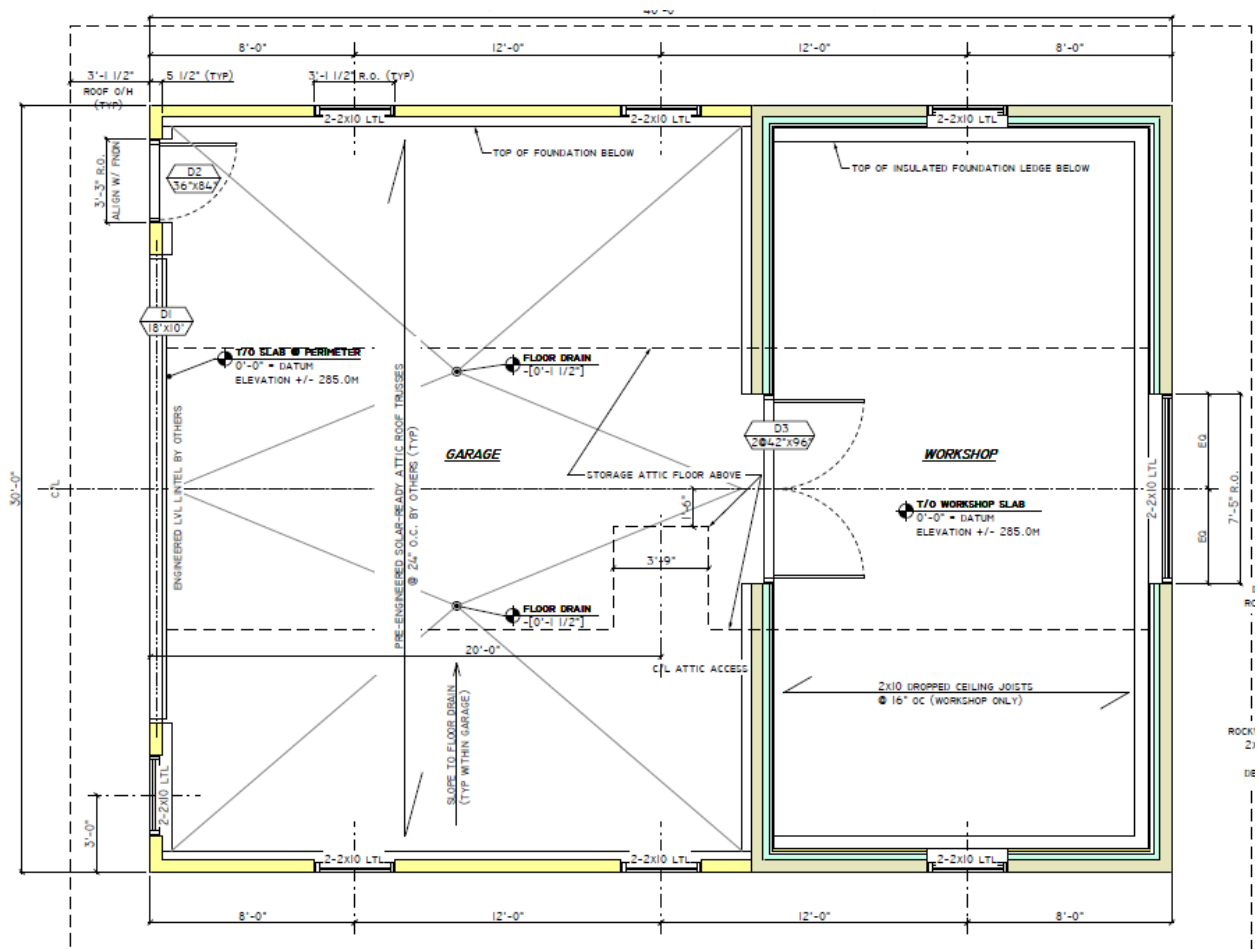 40'-0"
8'-0"
12'-0"
12'-0"
8'-0"
3'-1 1/2"
ROOF O/H
(TYP)
5 1/2" (TYP)
3'-1 1/2" R.O. (TYP)
2-2X10 LTL
2-2X10 LTL
2-2X10 LTL
TOP OF FOUNDATION BELOW
TOP OF INSULATED FOUNDATION LEDGE BELOW
3'-3" R.O.
ALIGN W/ FNDN
D2
36"X84"
D1
18'X10'
T/O SLAB @ PERIMETER
0'-0" = DATUM
ELEVATION +/- 285.0M
FLOOR DRAIN
-[0'-1 1/2"]
D3
2@42"X96"
GARAGE
WORKSHOP
STORAGE ATTIC FLOOR ABOVE
T/O WORKSHOP SLAB
0'-0" = DATUM
ELEVATION +/- 285.0M
30'-0"
C/L
ENGINEERED LVL LINTEL BY OTHERS
PRE-ENGINEERED SOLAR-READY ATTIC ROOF TRUSSES
@ 24" O.C. BY OTHERS (TYP)
1'-6"
3'-9"
2-2X10 LTL
EQ
EQ
7'-5" R.O.
FLOOR DRAIN
-[0'-1 1/2"]
20'-0"
C/L ATTIC ACCESS
SLOPE TO FLOOR DRAIN
(TYP WITHIN GARAGE)
2X10 DROPPED CEILING JOISTS
@ 16" OC (WORKSHOP ONLY)
RO
ROCK
2X
DE
2-2X10 LTL
3'-0"
2-2X10 LTL
2-2X10 LTL
2-2X10 LTL
8'-0"
12'-0"
12'-0"
8'-0"